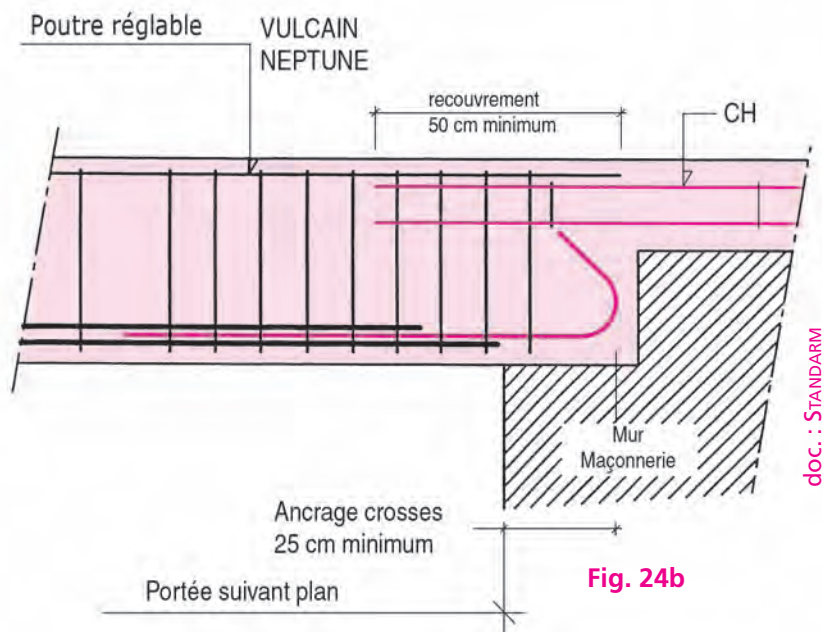 Poutre réglable
VULCAIN
NEPTUNE
recouvrement
50 cm minimum
CH
Mur
Maçonnerie
Ancrage crosses
25 cm minimum
Portée suivant plan
Fig. 24b
doc. : STANDARM